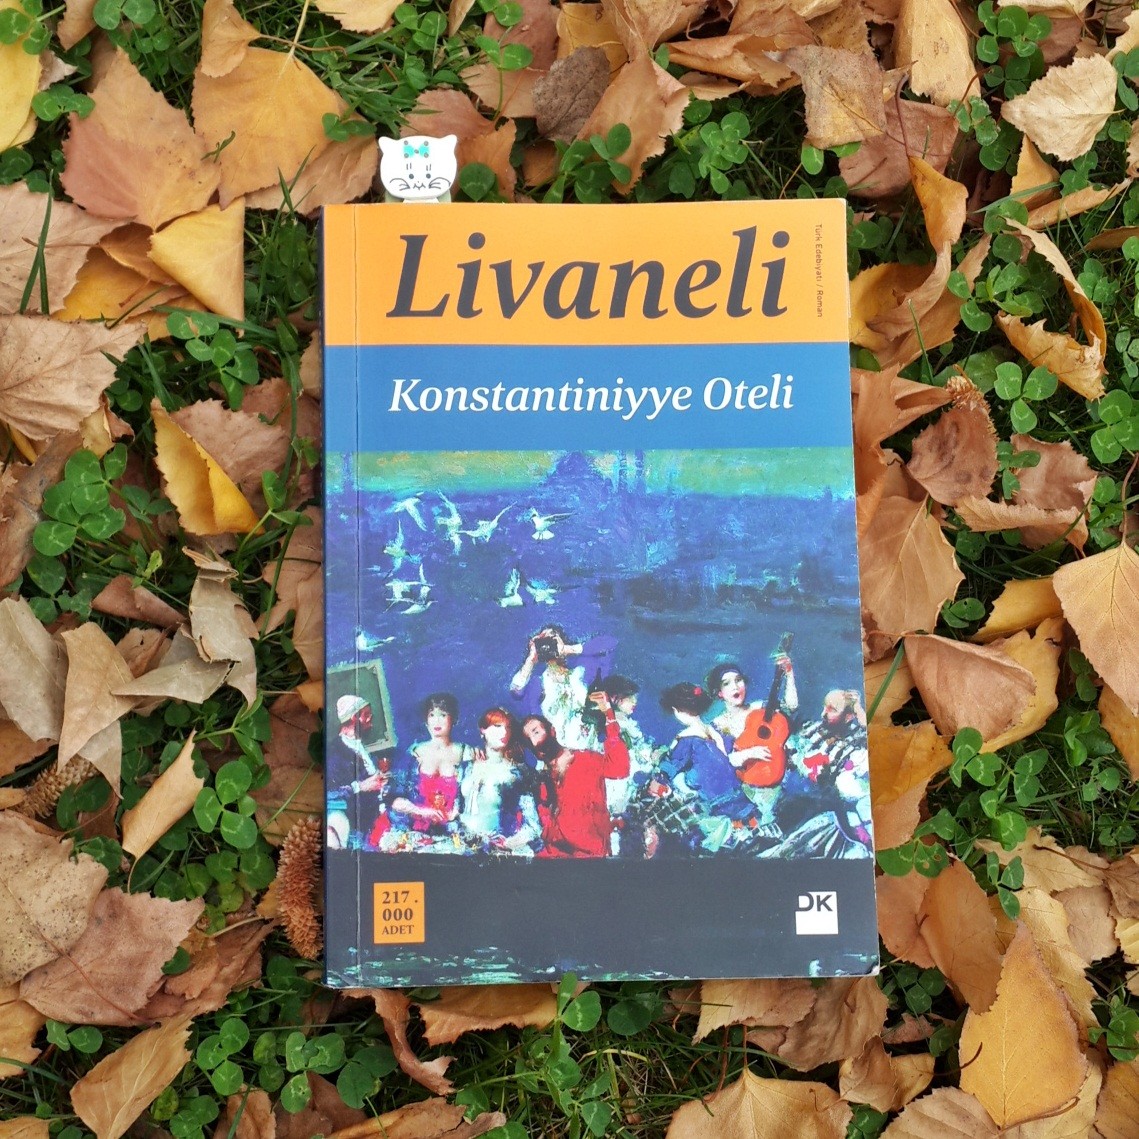 Livaneli
Türk Edebiyatı / Roman
Konstantiniyye Oteli
217.
000
ADET
DK